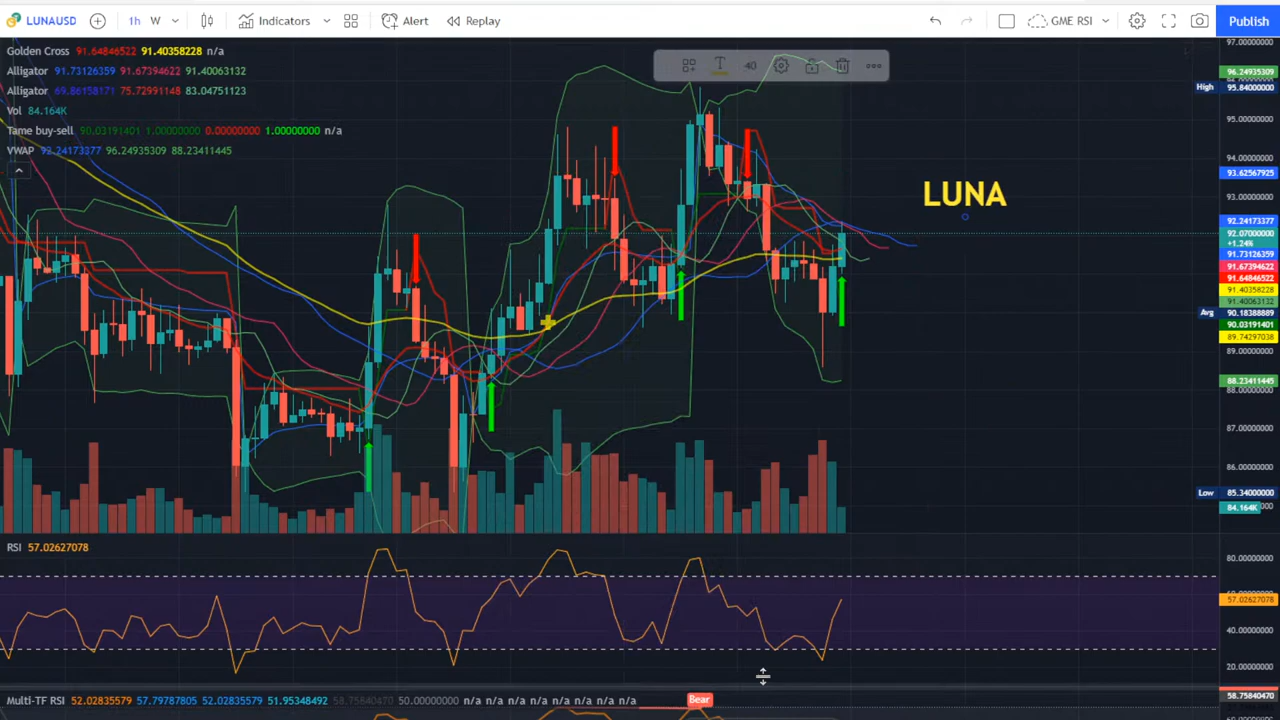 LUNAUSD 1h W Indicators Alert Replay GME RSI Publish
Golden Cross 91.64846522 91.40358228 n/a
Alligator 91.73126359 91.67394622 91.40063132
Alligator 69.86158171 75.72991148 83.04751123
Vol 84.164K
Tame buy-sell 90.03191401 1.00000000 0.00000000 1.00000000 n/a
VWAP 92.24173377 96.24935309 88.23411445
T 40
LUNA
97.00000000
96.24935309
High 95.84000000
95.00000000
94.00000000
93.62567925
93.00000000
92.24173377
92.07000000
+1.24%
91.73126359
91.67394622
91.64846522
91.40358228
91.40063132
Avg 90.18388889
90.03191401
89.74297038
89.00000000
88.23411445
88.00000000
87.00000000
86.00000000
Low 85.34000000
84.164K
RSI 57.02627078
80.00000000
57.02627078
40.00000000
20.00000000
Multi-TF RSI 52.02835579 57.79787805 52.02835579 51.95348492 58.75840470 50.00000000 n/a n/a n/a n/a n/a n/a n/a n/a
Bear
58.75840470